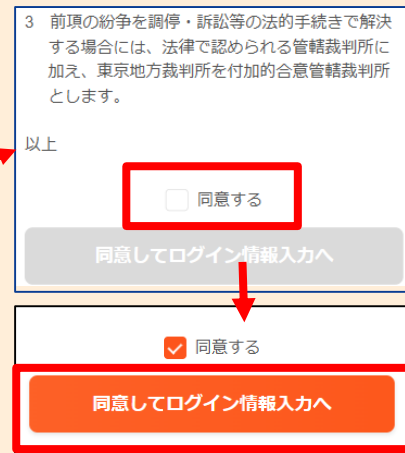 3 前項の紛争を調停・訴訟等の法的手続きで解決
する場合には、法律で認められる管轄裁判所に
加え、東京地方裁判所を付加的合意管轄裁判所
とします。
以上
同意する
同意してログイン情報入力へ
同意する
同意してログイン情報入力へ